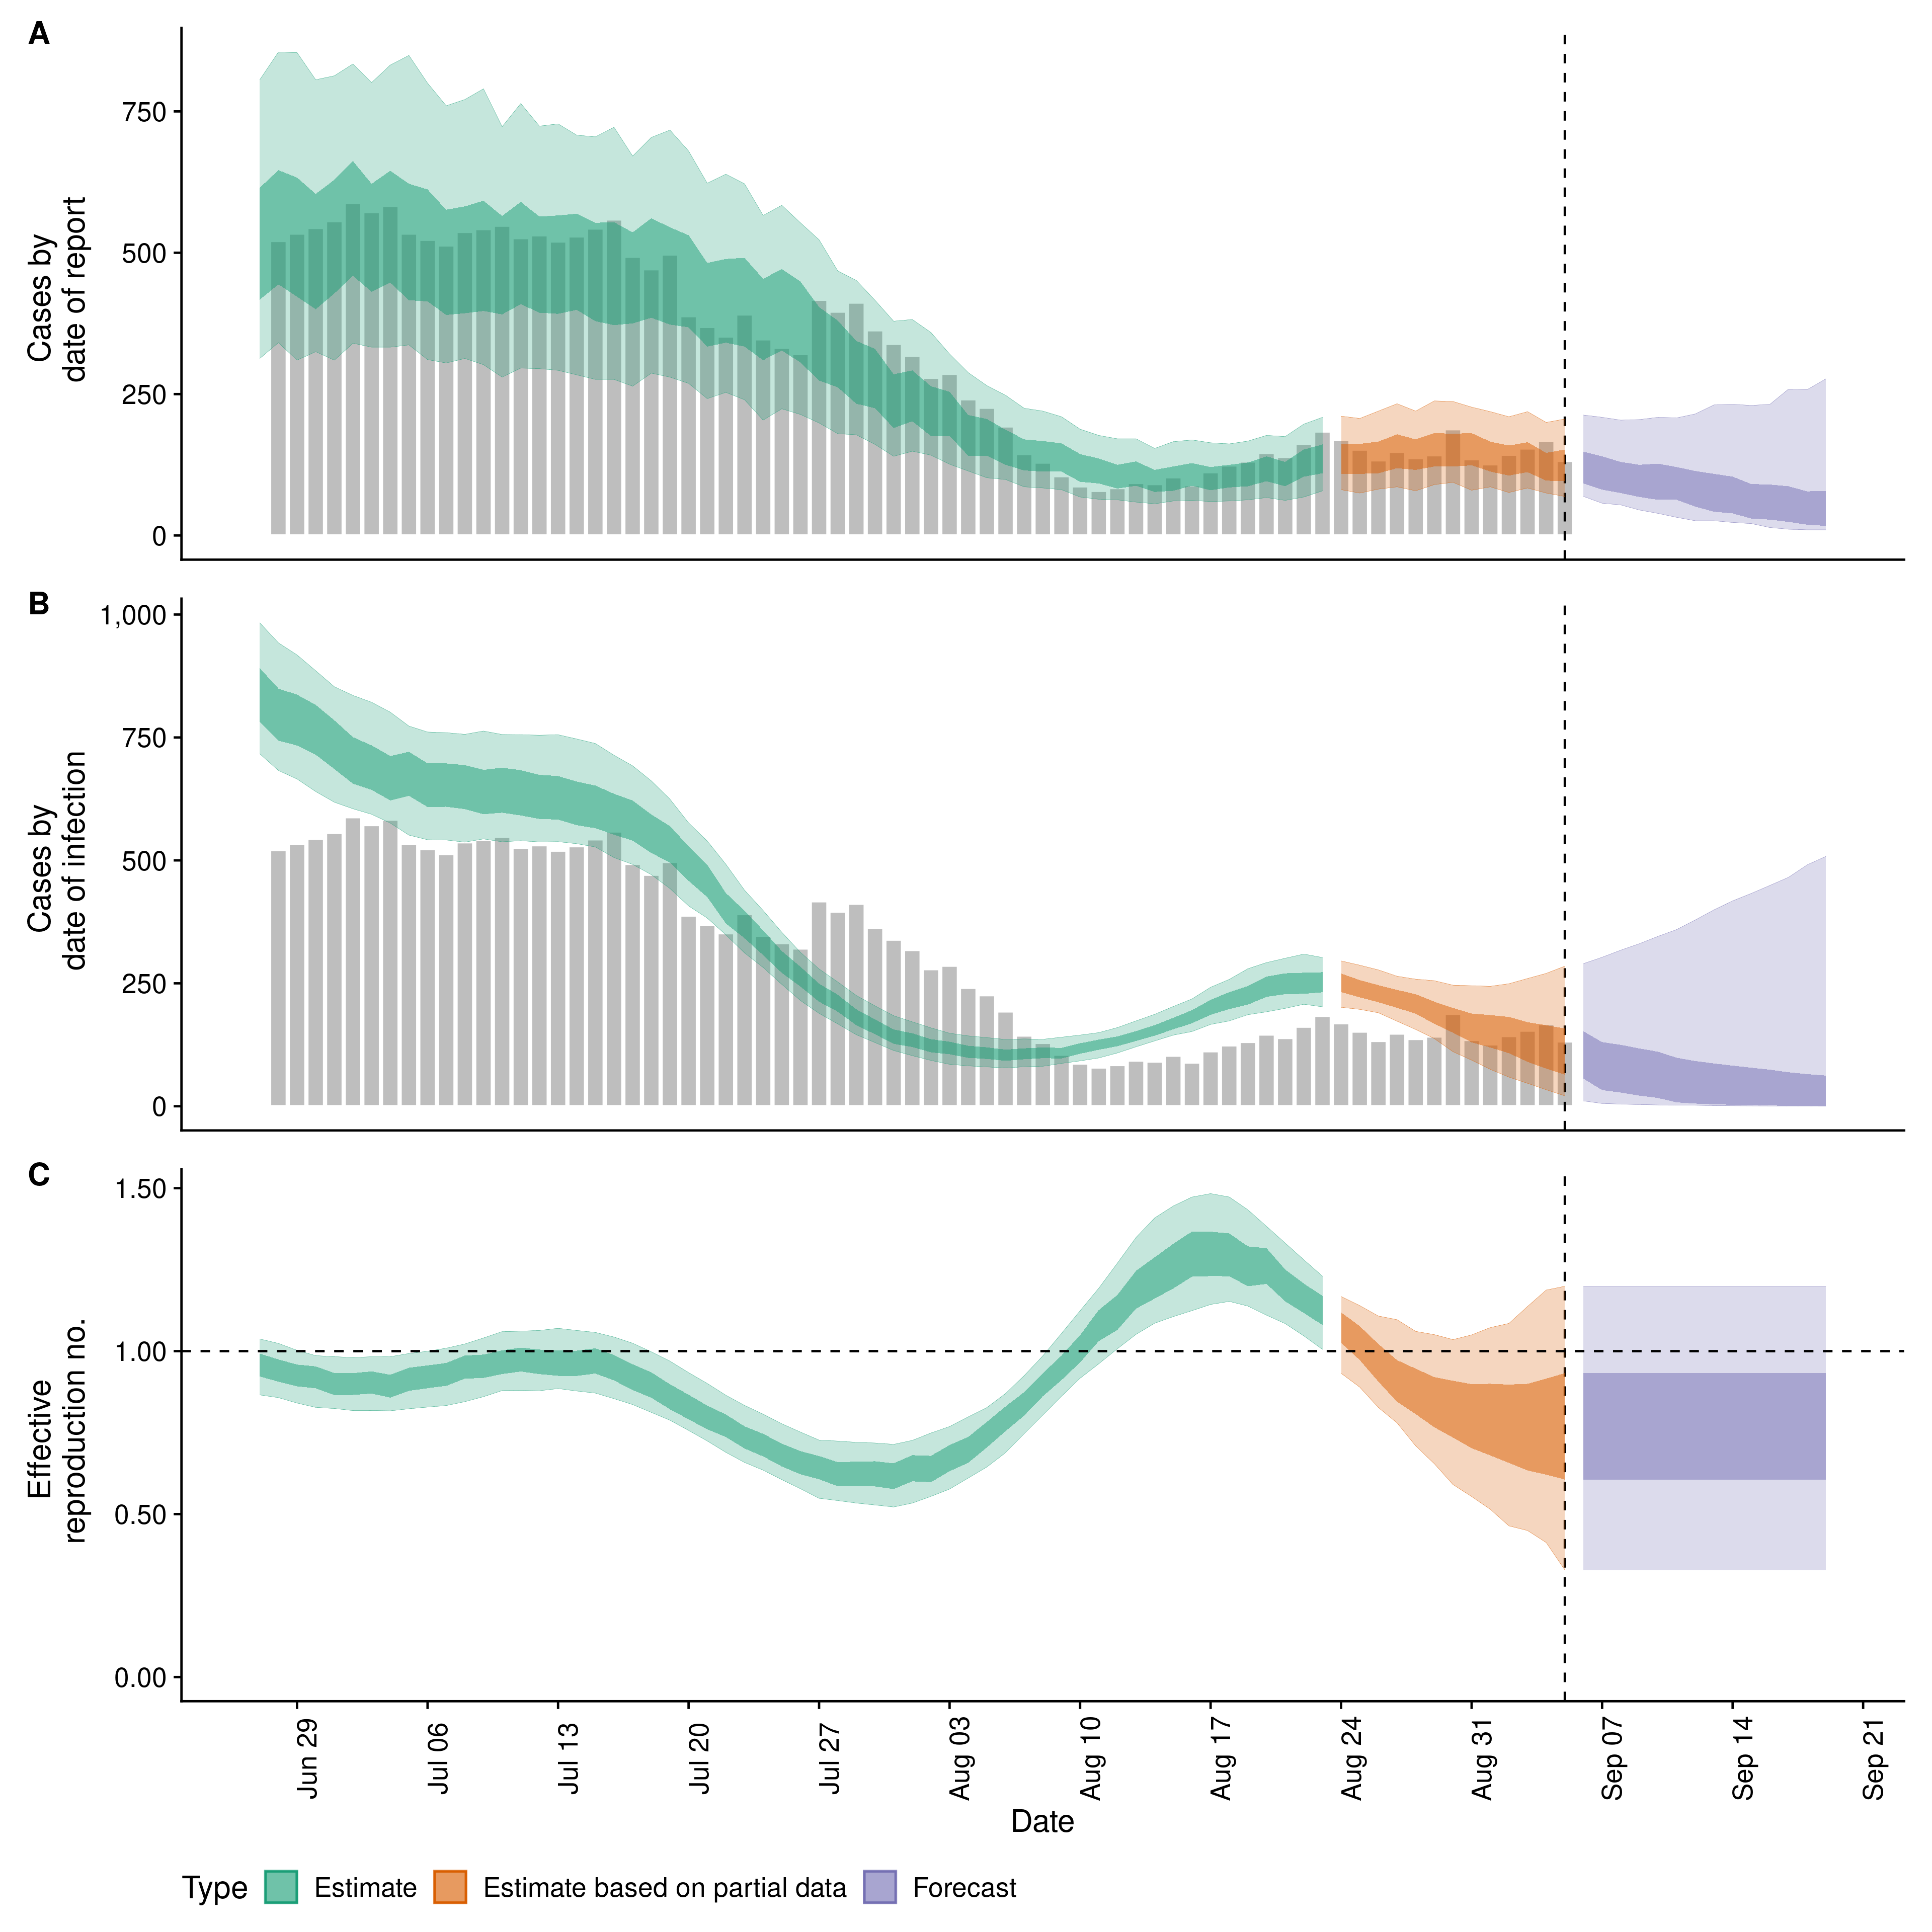 A
Cases by
date of report
750
500
250
0
B
Cases by
date of infection
1,000
750
500
250
0
C
Effective
reproduction no.
1.50
1.00
0.50
0.00
Jun 29
Jul 06
Jul 13
Jul 20
Jul 27
Aug 03
Aug 10
Aug 17
Aug 24
Aug 31
Sep 07
Sep 14
Sep 21
Date
Type Estimate Estimate based on partial data Forecast